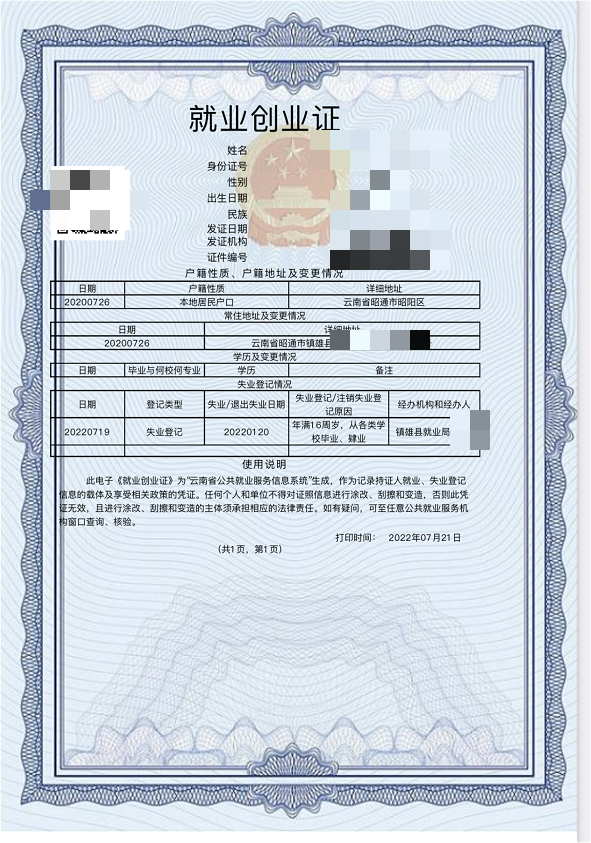 就业创业证
姓名
身份证号
性别
出生日期
民族
发证日期
发证机构
证件编号
户籍性质、户籍地址及变更情况
日期 户籍性质 详细地址
20200726 本地居民户口 云南省昭通市昭阳区
常住地址及变更情况
日期 详细地址
20200726 云南省昭通市镇雄县
学历及变更情况
日期 毕业与何校何专业 学历 备注
失业登记情况
日期 登记类型 失业/退出失业日期 失业登记/注销失业登 经办机构和经办人
记原因
20220719 失业登记 20220120 年满16周岁，从各类学 镇雄县就业局
校毕业、肄业
使用说明
此电子《就业创业证》为“云南省公共就业服务信息系统”生成，作为记录持证人就业、失业登记
信息的载体及享受相关政策的凭证。任何个人和单位不得对证照信息进行涂改、刮擦和变造，否则此凭
证无效，且进行涂改、刮擦和变造的主体须承担相应的法律责任。如有疑问，可至任意公共就业服务机
构窗口查询、核验。
打印时间： 2022年07月21日
(共1页，第1页)